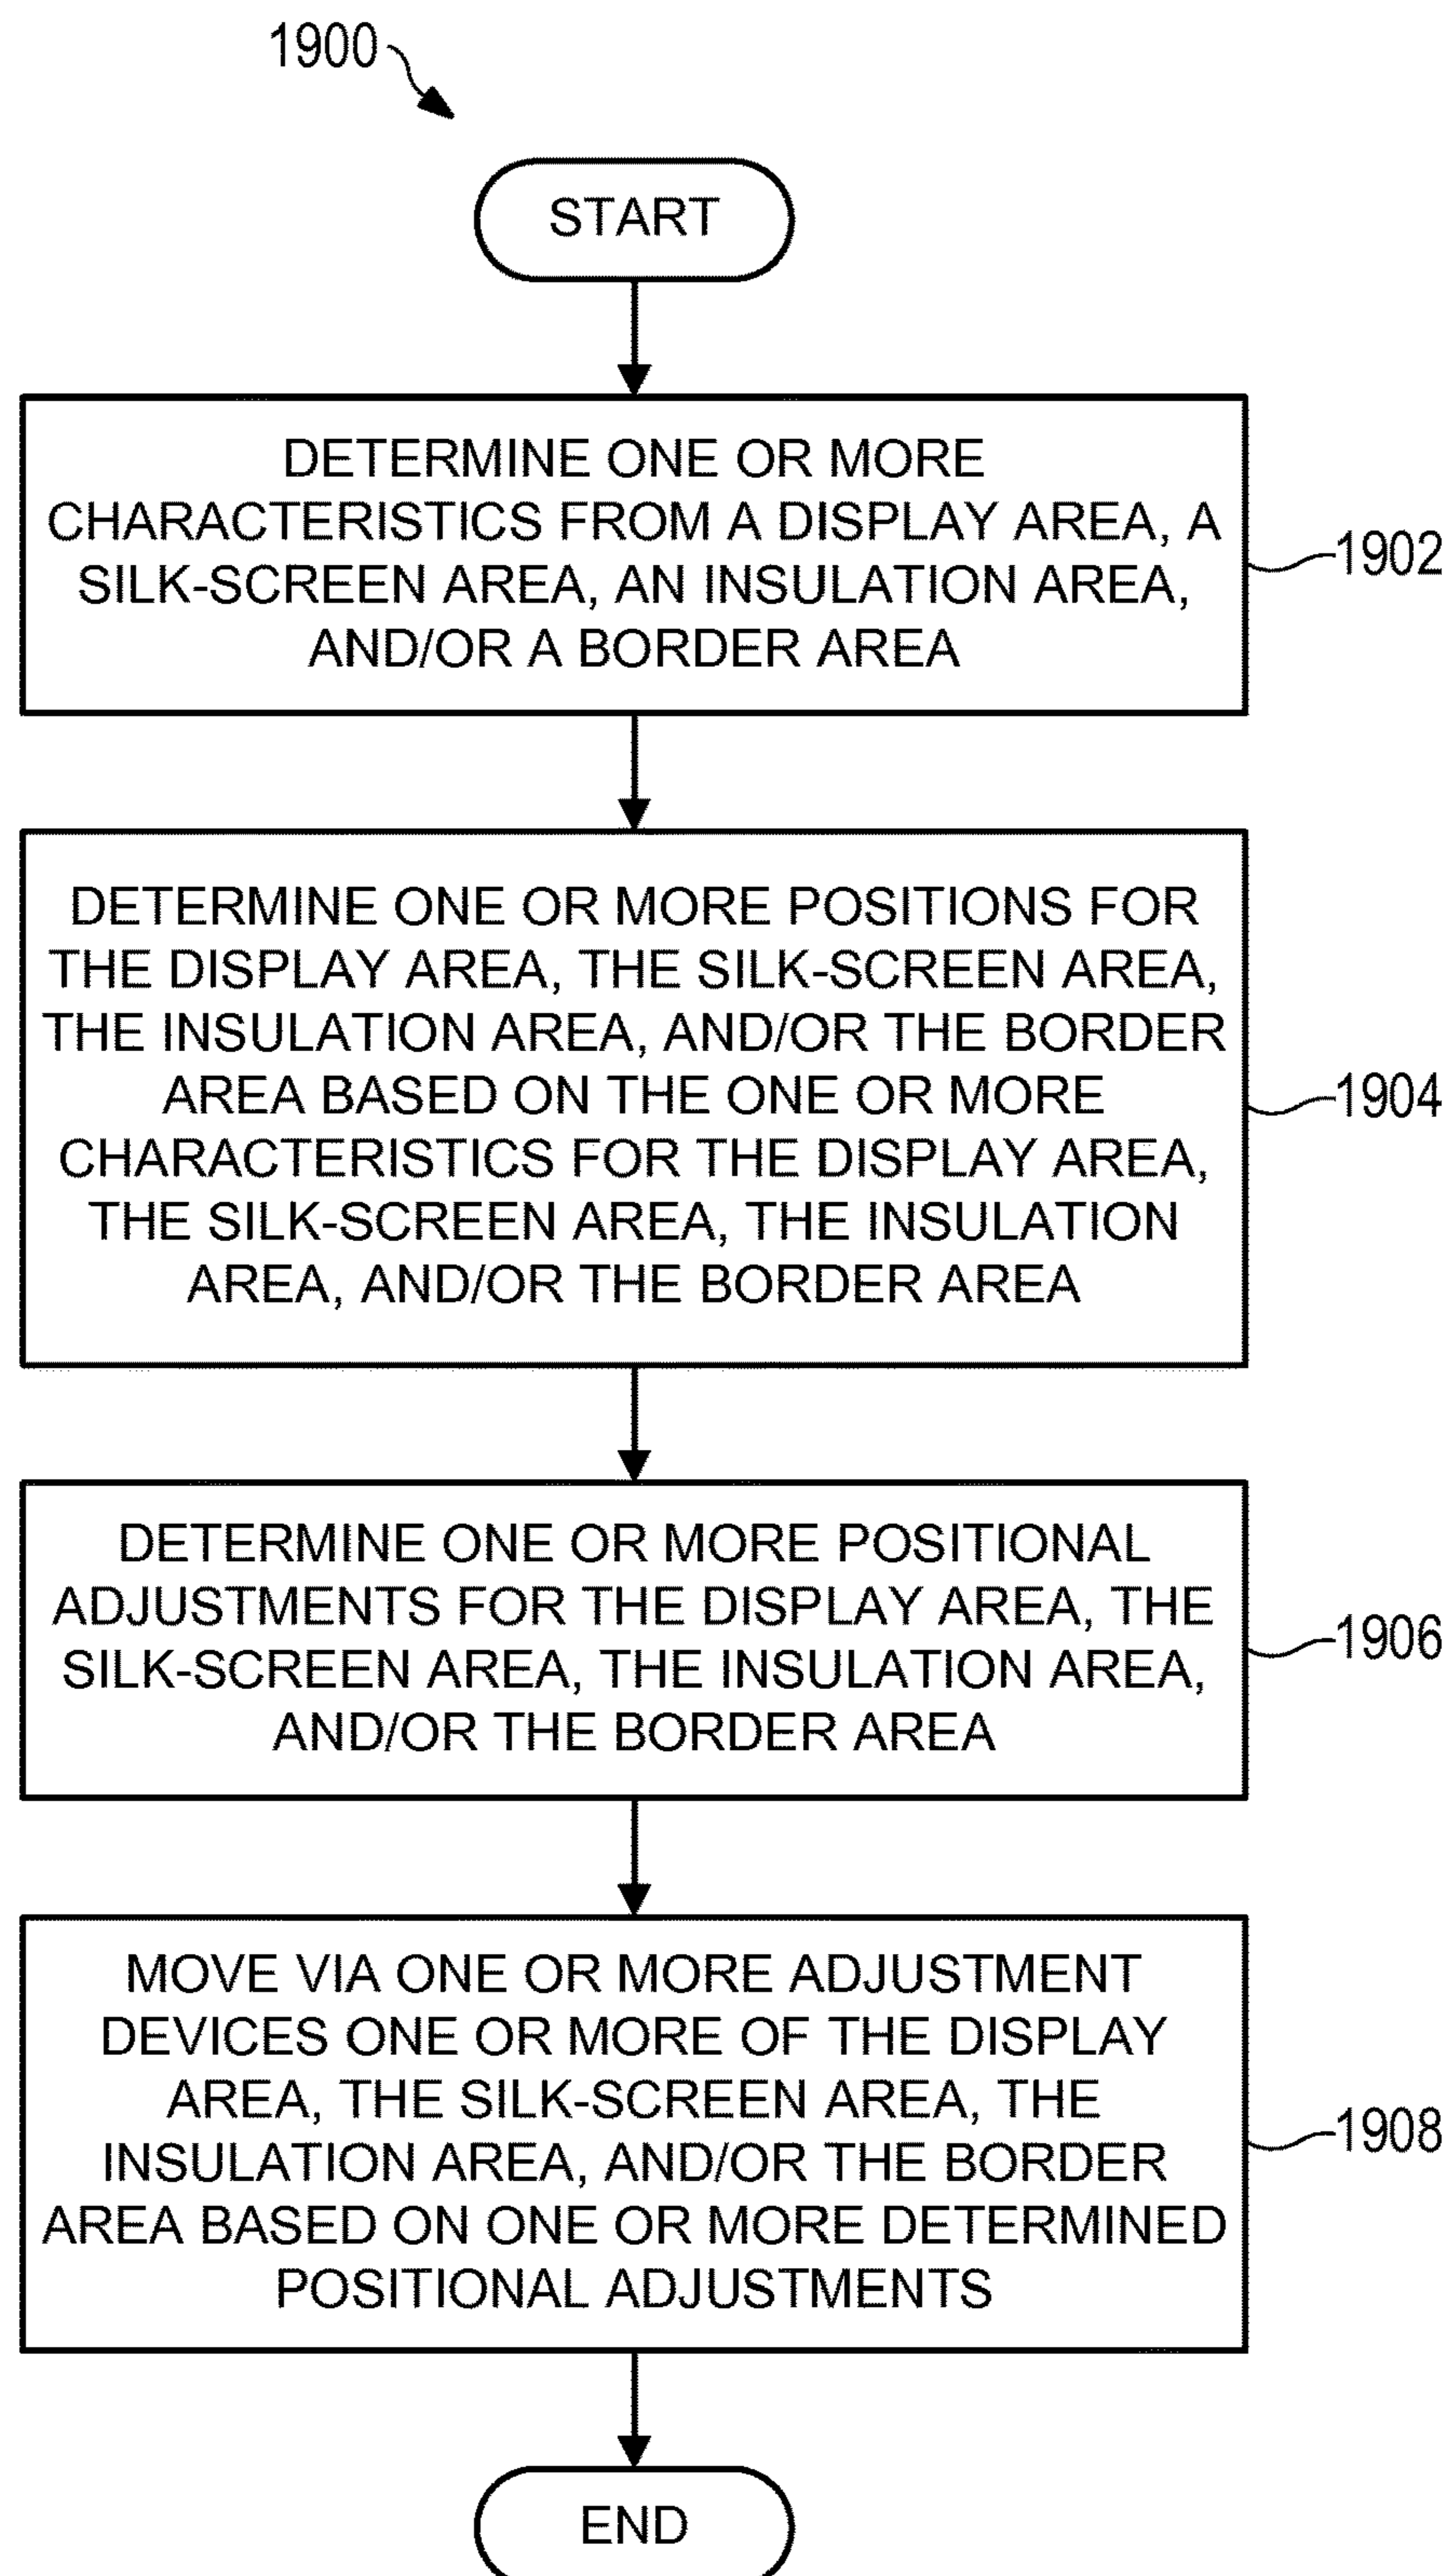 1900
START
DETERMINE ONE OR MORE
CHARACTERISTICS FROM A DISPLAY AREA, A
SILK-SCREEN AREA, AN INSULATION AREA,
AND/OR A BORDER AREA
1902
DETERMINE ONE OR MORE POSITIONS FOR
THE DISPLAY AREA, THE SILK-SCREEN AREA,
THE INSULATION AREA, AND/OR THE BORDER
AREA BASED ON THE ONE OR MORE
CHARACTERISTICS FOR THE DISPLAY AREA,
THE SILK-SCREEN AREA, THE INSULATION
AREA, AND/OR THE BORDER AREA
1904
DETERMINE ONE OR MORE POSITIONAL
ADJUSTMENTS FOR THE DISPLAY AREA, THE
SILK-SCREEN AREA, THE INSULATION AREA,
AND/OR THE BORDER AREA
1906
MOVE VIA ONE OR MORE ADJUSTMENT
DEVICES ONE OR MORE OF THE DISPLAY
AREA, THE SILK-SCREEN AREA, THE
INSULATION AREA, AND/OR THE BORDER
AREA BASED ON ONE OR MORE DETERMINED
POSITIONAL ADJUSTMENTS
1908
END